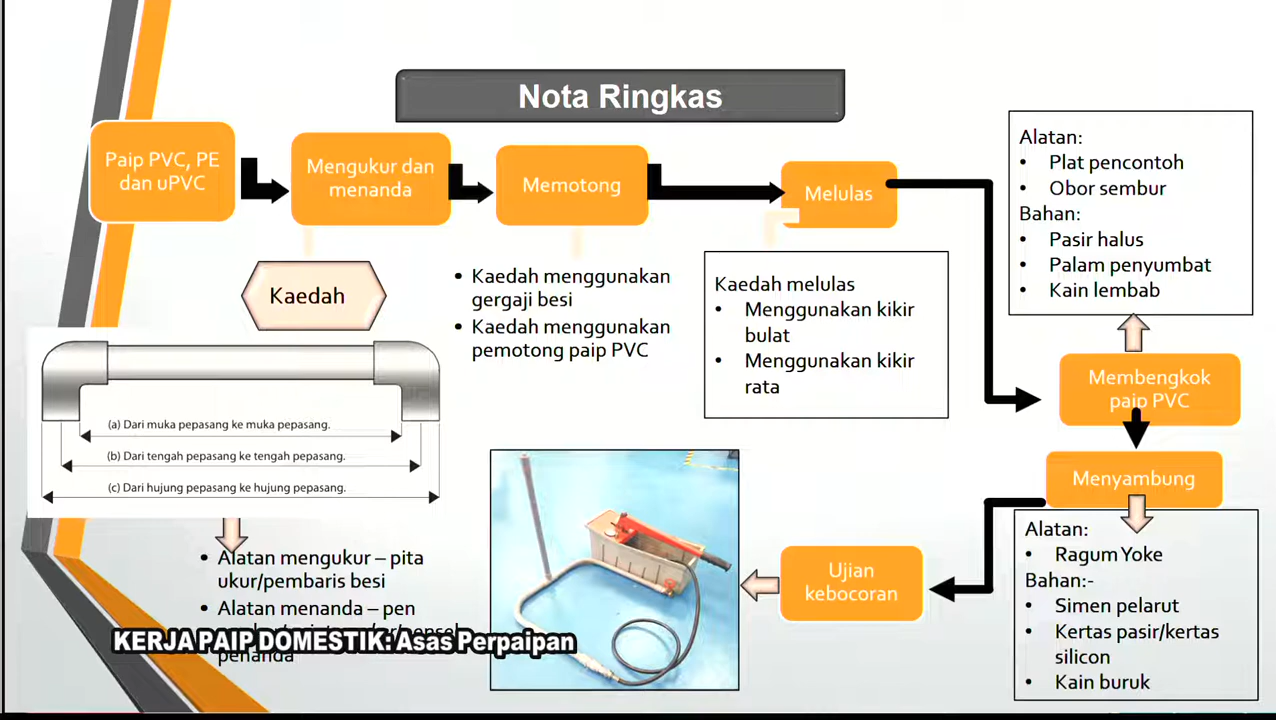 Nota Ringkas
Paip PVC, PE
dan uPVC
Mengukur dan
menanda
Memotong
Melulas
Kaedah
(a) Dari muka pepasang ke muka pepasang.
(b) Dari tengah pepasang ke tengah pepasang.
(c) Dari hujung pepasang ke hujung pepasang.
• Alatan mengukur – pita
ukur/pembaris besi
• Alatan menanda – pen
penanda
• Kaedah menggunakan
gergaji besi
• Kaedah menggunakan
pemotong paip PVC
Kaedah melulas
• Menggunakan kikir
bulat
• Menggunakan kikir
rata
Alatan:
• Plat pencontoh
• Obor sembur
Bahan:
• Pasir halus
• Palam penyumbat
• Kain lembab
Membengkok
paip PVC
Menyambung
Alatan:
• Ragum Yoke
Bahan:-
• Simen pelarut
• Kertas pasir/kertas
silicon
• Kain buruk
Ujian
kebocoran
KERJA PAIP DOMESTIK: Asas Perpaipan